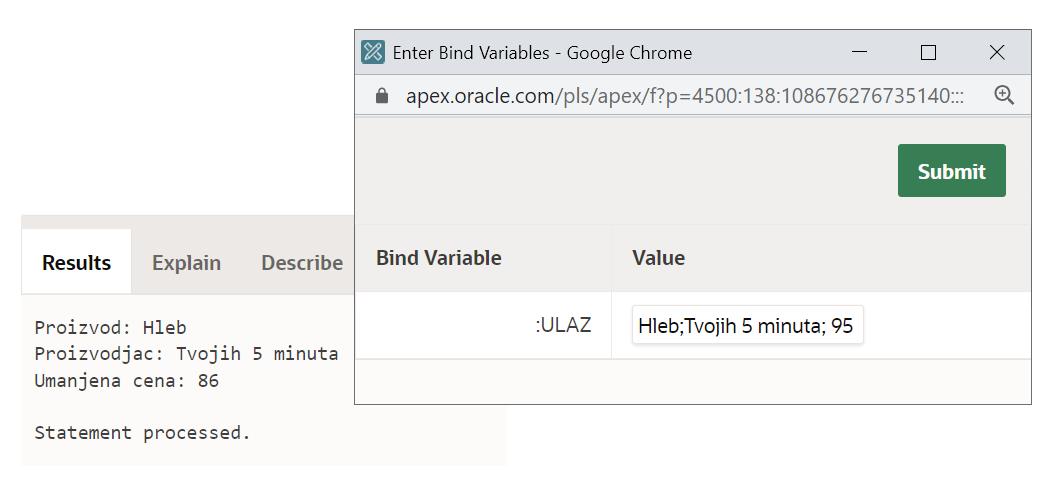 Enter Bind Variables - Google Chrome
apex.oracle.com/pls/apex/f?p=4500:138:108676276735140:::
Submit
Bind Variable Value
:ULAZ Hleb;Tvojih 5 minuta; 95
Results Explain Describe
Proizvod: Hleb
Proizvodjac: Tvojih 5 minuta
Umanjena cena: 86
Statement processed.